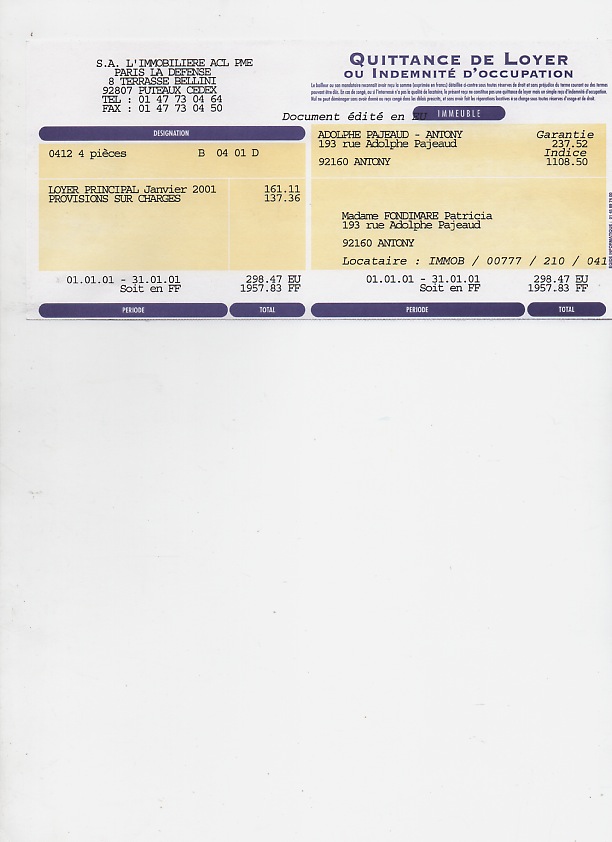 S.A. L'IMMOBILIERE ACL PME
PARIS LA DEFENSE
8 TERRASSE BELLINI
92807 PUTEAUX CEDEX
TEL : 01 47 73 04 64
FAX : 01 47 73 04 50
QUITTANCE DE LOYER
OU INDEMNITÉ D'OCCUPATION
Document édité en EU
IMMEUBLE
DESIGNATION
0412 4 pièces B 04 01 D
ADOLPHE PAJEAUD - ANTONY Garantie
193 rue Adolphe Pajeaud 237.52
Indice
92160 ANTONY 1108.50
LOYER PRINCIPAL Janvier 2001 161.11
PROVISIONS SUR CHARGES 137.36
Madame FONDIMARE Patricia
193 rue Adolphe Pajeaud
92160 ANTONY
Locataire : IMMOB / 00777 / 210 / 041
01.01.01 - 31.01.01 298.47 EU
Soit en FF 1957.83 FF
01.01.01 - 31.01.01 298.47 EU
Soit en FF 1957.83 FF
PERIODE TOTAL
PERIODE TOTAL